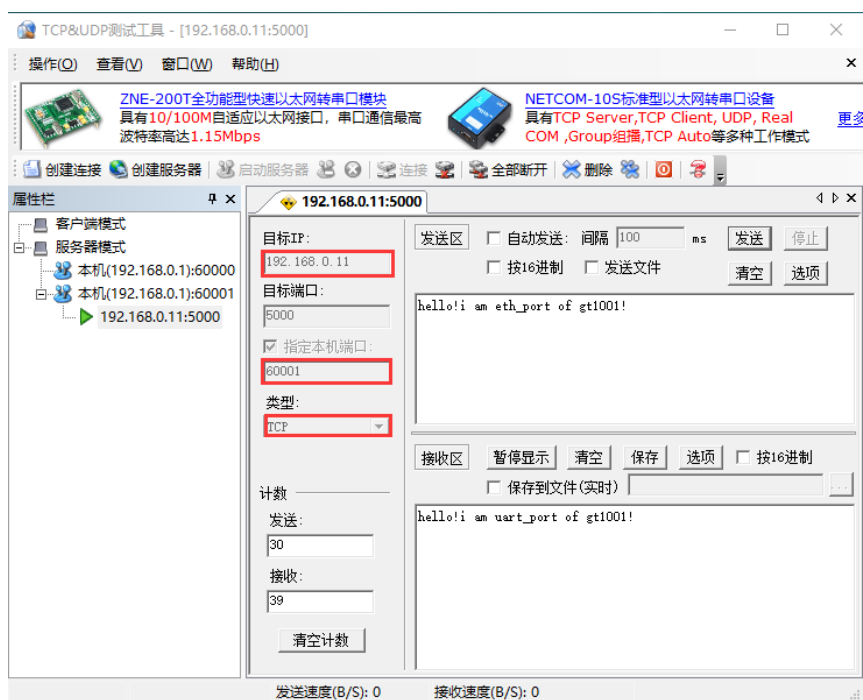 TCP&UDP测试工具 - [192.168.0.11:5000]
操作(O) 查看(V) 窗口(W) 帮助(H)
ZNE-200T全功能型快速以太网转串口模块
具有10/100M自适应以太网接口，串口通信最高
波特率高达1.15Mbps
NETCOM-10S标准型以太网转串口设备
具有TCP Server,TCP Client, UDP, Real
COM ,Group组播,TCP Auto等多种工作模式
更多
创建连接 创建服务器 启动服务器 连接 全部断开 删除
属性栏
客户端模式
服务器模式
本机(192.168.0.1):60000
本机(192.168.0.1):60001
192.168.0.11:5000
192.168.0.11:5000
目标IP:
192.168.0.11
目标端口:
5000
指定本机端口:
60001
类型:
TCP
计数
发送:
30
接收:
39
清空计数
发送区 自动发送: 间隔 100 ms 发送 停止
按16进制 发送文件 清空 选项
hello!i am eth_port of gt1001!
接收区 暂停显示 清空 保存 选项 按16进制
保存到文件(实时) ...
hello!i am uart_port of gt1001!
发送速度(B/S): 0 接收速度(B/S): 0